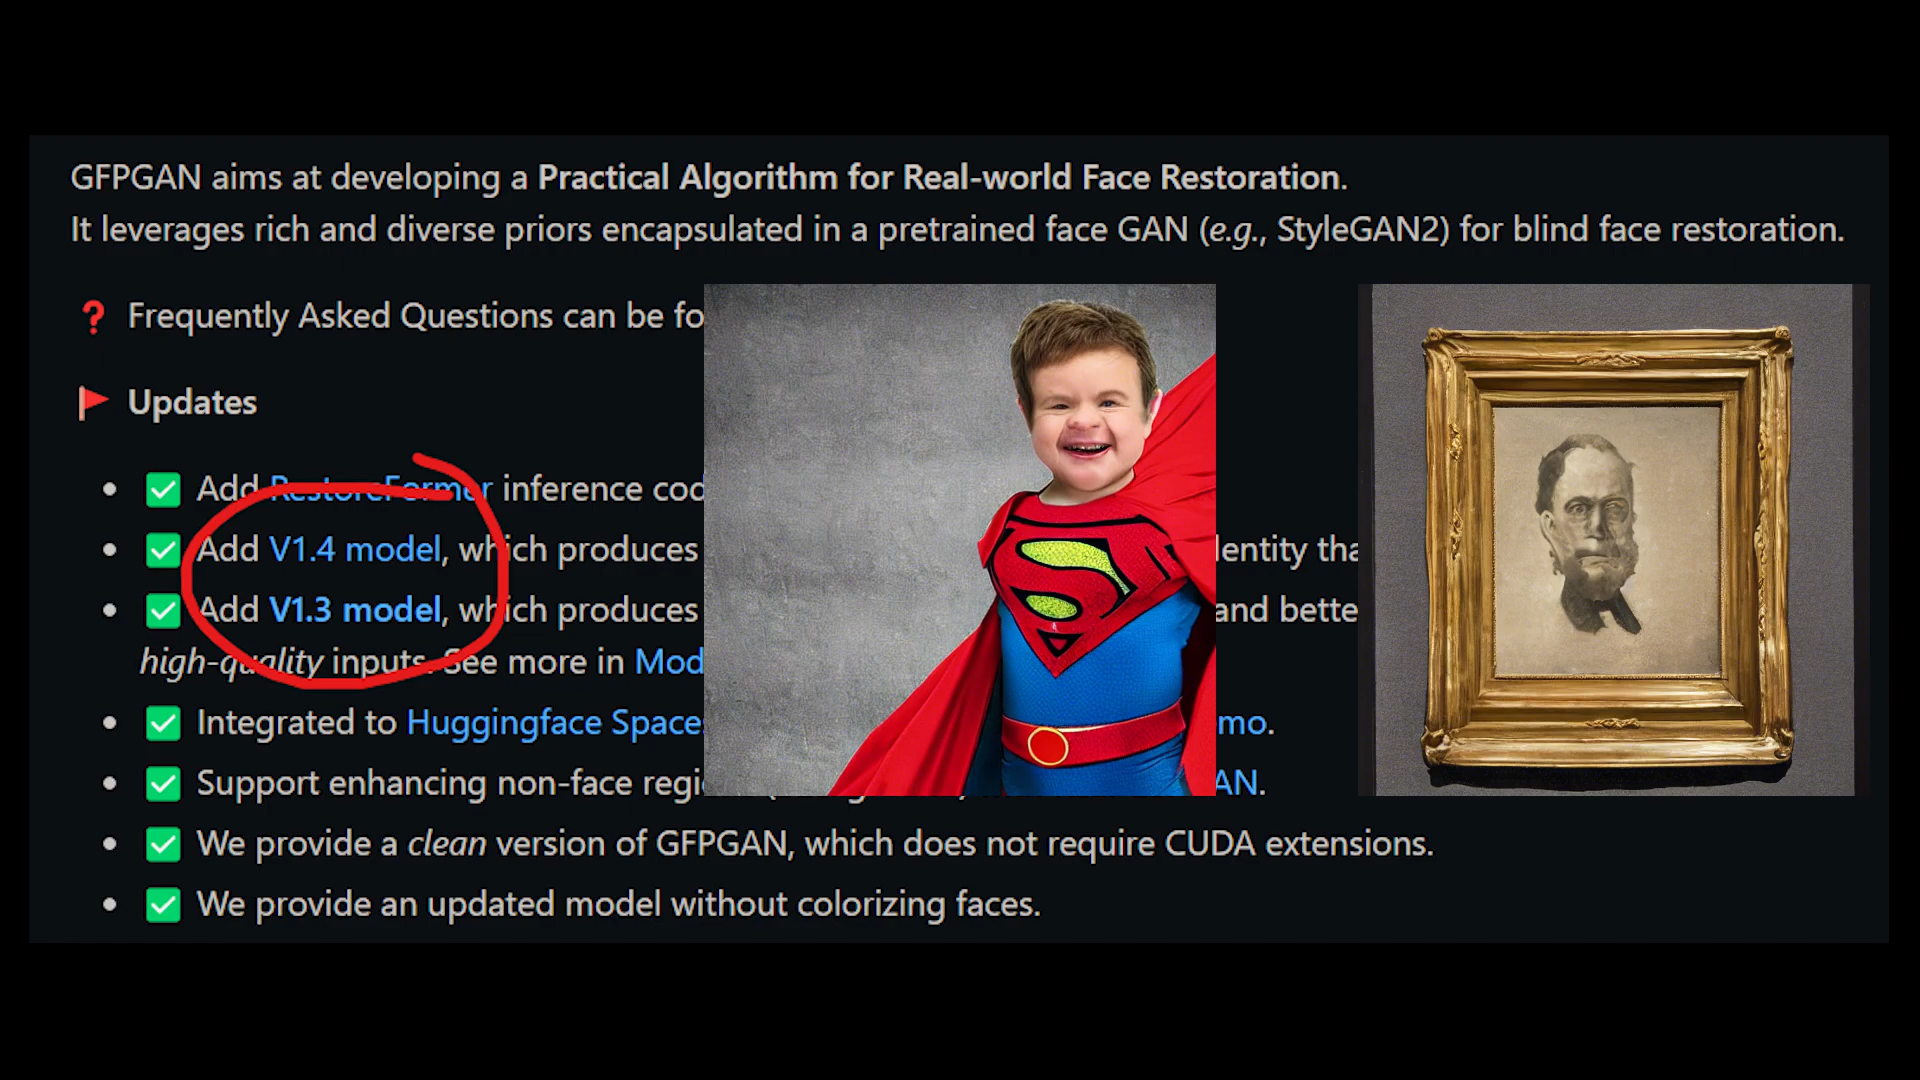 GFPGAN aims at developing a Practical Algorithm for Real-world Face Restoration.
It leverages rich and diverse priors encapsulated in a pretrained face GAN (e.g., StyleGAN2) for blind face restoration.
❓ Frequently Asked Questions can be fo
🚩 Updates
• ✅ Add RestoreFormer inference cod
• ✅ Add V1.4 model, which produces entity tha
• ✅ Add V1.3 model, which produces and bette
high-quality inputs. See more in Mod
• ✅ Integrated to Huggingface Spaces mo.
• ✅ Support enhancing non-face regi AN.
• ✅ We provide a clean version of GFPGAN, which does not require CUDA extensions.
• ✅ We provide an updated model without colorizing faces.
S